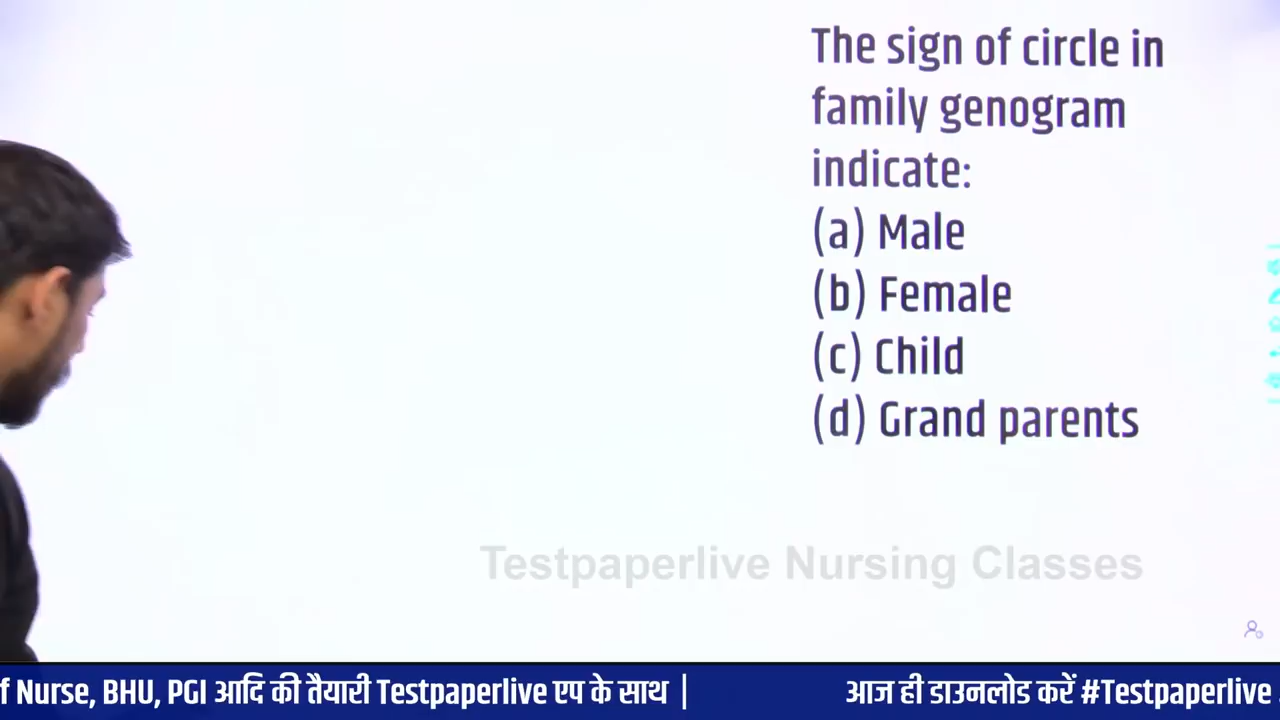 The sign of circle in
family genogram
indicate:
(a) Male
(b) Female
(c) Child
(d) Grand parents
Testpaperlive Nursing Classes
Nurse, BHU, PGI आदि की तैयारी Testpaperlive एप के साथ | आज ही डाउनलोड करें #Testpaperlive